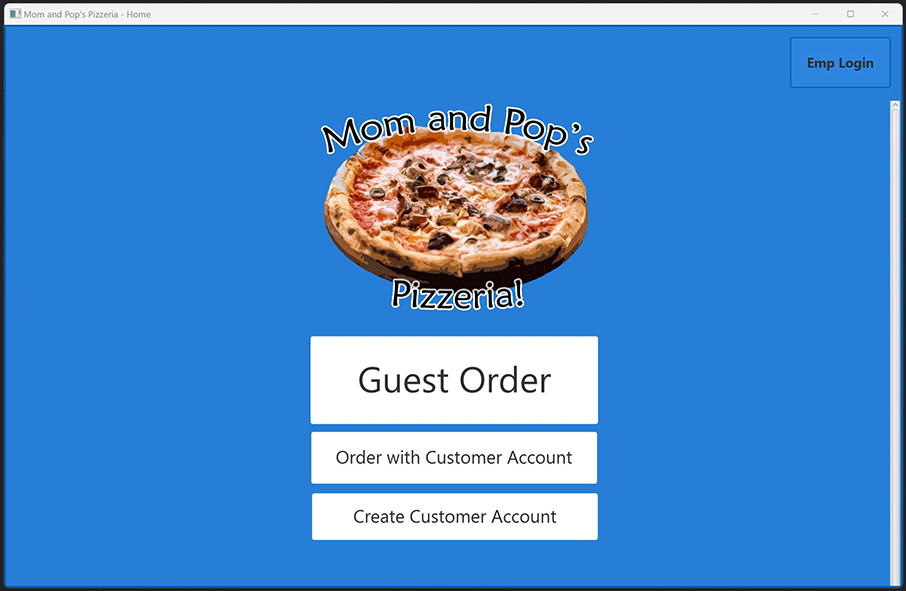 Mom and Pop's Pizzeria - Home
Emp Login
Mom and Pop's
Pizzeria!
Guest Order
Order with Customer Account
Create Customer Account